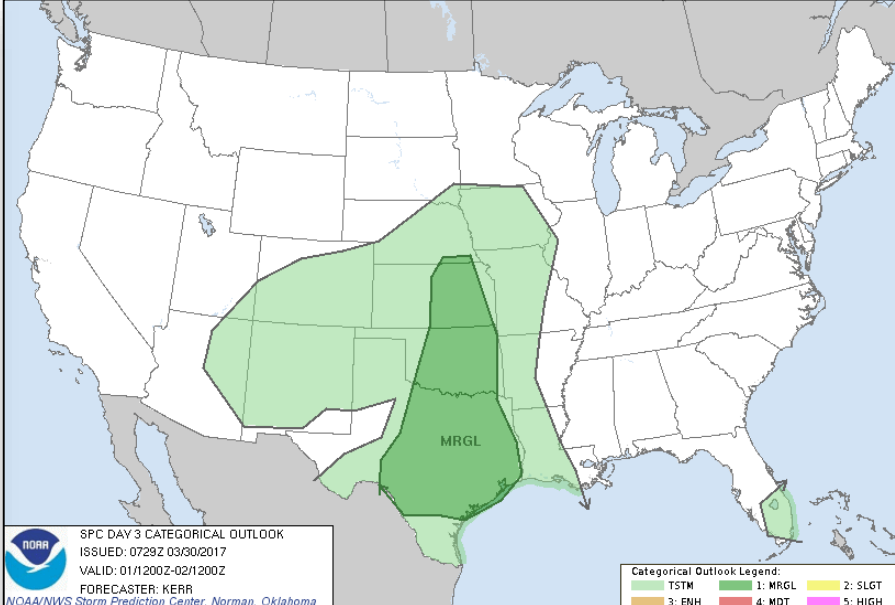 MRGL
NOAA
SPC DAY 3 CATEGORICAL OUTLOOK
ISSUED: 0729Z 03/30/2017
VALID: 01/1200Z-02/1200Z
FORECASTER: KERR
NOAA/NWS Storm Prediction Center, Norman, Oklahoma
Categorical Outlook Legend:
TSTM 1: MRGL 2: SLGT
3: ENH 4: MDT 5: HIGH